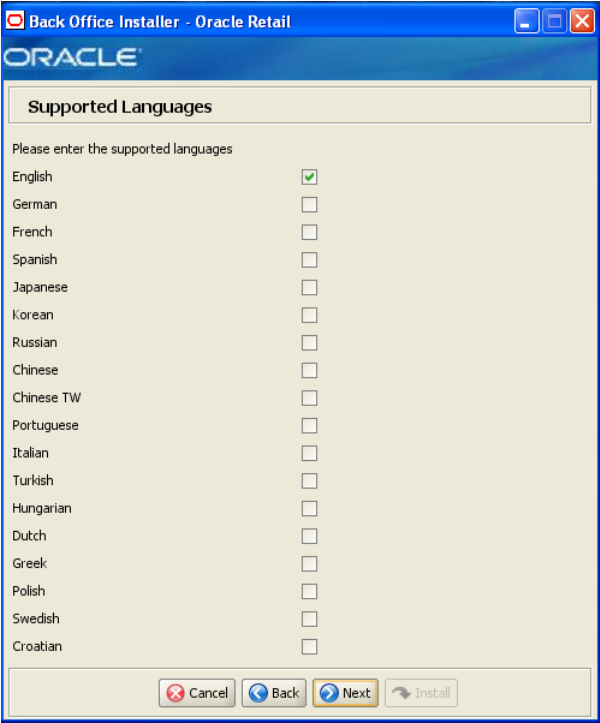 Back Office Installer - Oracle Retail
ORACLE
Supported Languages
Please enter the supported languages
English
German
French
Spanish
Japanese
Korean
Russian
Chinese
Chinese TW
Portuguese
Italian
Turkish
Hungarian
Dutch
Greek
Polish
Swedish
Croatian
Cancel Back Next Install